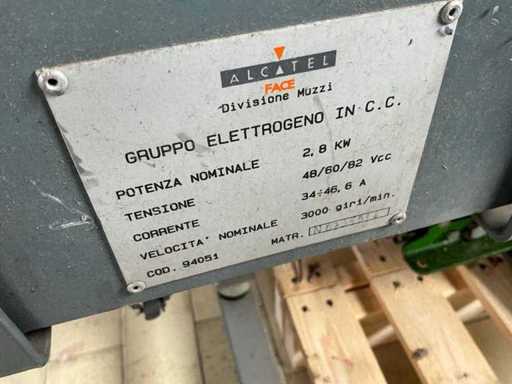 ALCATEL
FACE
Divisione Muzzi
GRUPPO ELETTROGENO IN C.C.
POTENZA NOMINALE 2,8 KW
TENSIONE 48/60/82 Vcc
CORRENTE 34÷46,6 A
VELOCITA' NOMINALE 3000 giri/min.
COD. 94051 MATR.